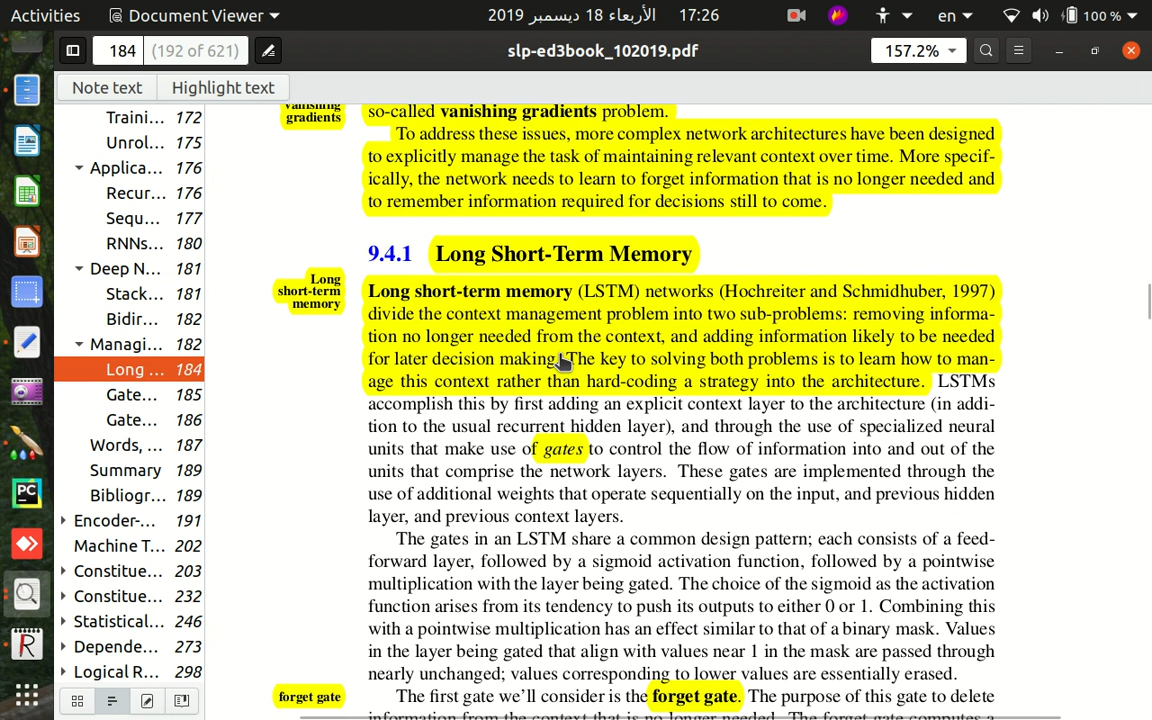 Activities
Document Viewer
الأربعاء 18 ديسمبر 2019 17:26
en
100 %
184 (192 of 621)
slp-ed3book_102019.pdf
157.2%
Note text
Highlight text
Traini... 172
Unrol... 175
Applica... 176
Recur... 176
Sequ... 177
RNNs... 180
Deep N... 181
Stack... 181
Bidir... 182
Managi... 182
Long ... 184
Gate... 185
Gate... 186
Words, ... 187
Summary 189
Bibliogr... 189
Encoder-... 191
Machine T... 202
Constitue... 203
Constitue... 232
Statistical... 246
Depende... 273
Logical R... 298
vanishing
gradients
so-called vanishing gradients problem.
To address these issues, more complex network architectures have been designed
to explicitly manage the task of maintaining relevant context over time. More specif-
ically, the network needs to learn to forget information that is no longer needed and
to remember information required for decisions still to come.
9.4.1 Long Short-Term Memory
Long
short-term
memory
Long short-term memory (LSTM) networks (Hochreiter and Schmidhuber, 1997)
divide the context management problem into two sub-problems: removing informa-
tion no longer needed from the context, and adding information likely to be needed
for later decision making. The key to solving both problems is to learn how to man-
age this context rather than hard-coding a strategy into the architecture. LSTMs
accomplish this by first adding an explicit context layer to the architecture (in addi-
tion to the usual recurrent hidden layer), and through the use of specialized neural
units that make use of gates to control the flow of information into and out of the
units that comprise the network layers. These gates are implemented through the
use of additional weights that operate sequentially on the input, and previous hidden
layer, and previous context layers.
The gates in an LSTM share a common design pattern; each consists of a feed-
forward layer, followed by a sigmoid activation function, followed by a pointwise
multiplication with the layer being gated. The choice of the sigmoid as the activation
function arises from its tendency to push its outputs to either 0 or 1. Combining this
with a pointwise multiplication has an effect similar to that of a binary mask. Values
in the layer being gated that align with values near 1 in the mask are passed through
nearly unchanged; values corresponding to lower values are essentially erased.
forget gate
The first gate we'll consider is the forget gate. The purpose of this gate to delete
information from the context that is no longer needed. The forget gate computes a
PC
R